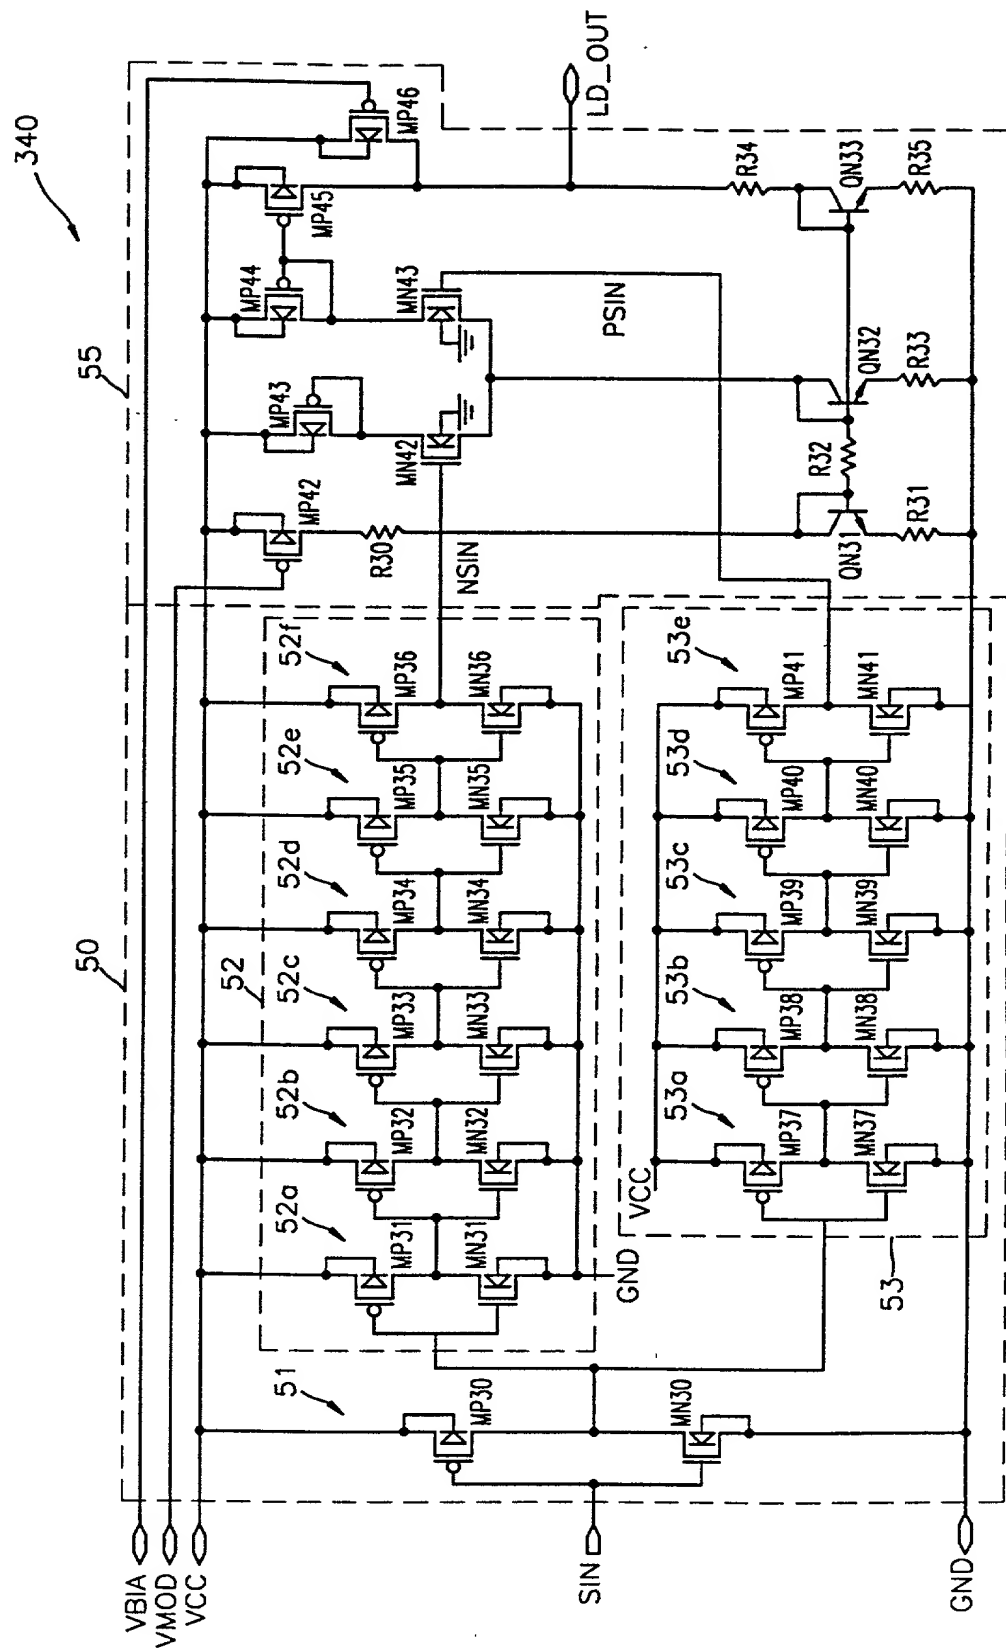 340
55
50
VBIA
VMOD
VCC
SIN
GND
51
MP30
MN30
52
52a
52b
52c
52d
52e
52f
MP31
MP32
MP33
MP34
MP35
MP36
MN31
MN32
MN33
MN34
MN35
MN36
GND
NSIN
VCC
53
53a
53b
53c
53d
53e
MP37
MP38
MP39
MP40
MP41
MN37
MN38
MN39
MN40
MN41
PSIN
MP42
MP43
MP44
MP45
MP46
R30
MN42
MN43
LD_OUT
R34
R32
QN31
QN32
QN33
R31
R33
R35